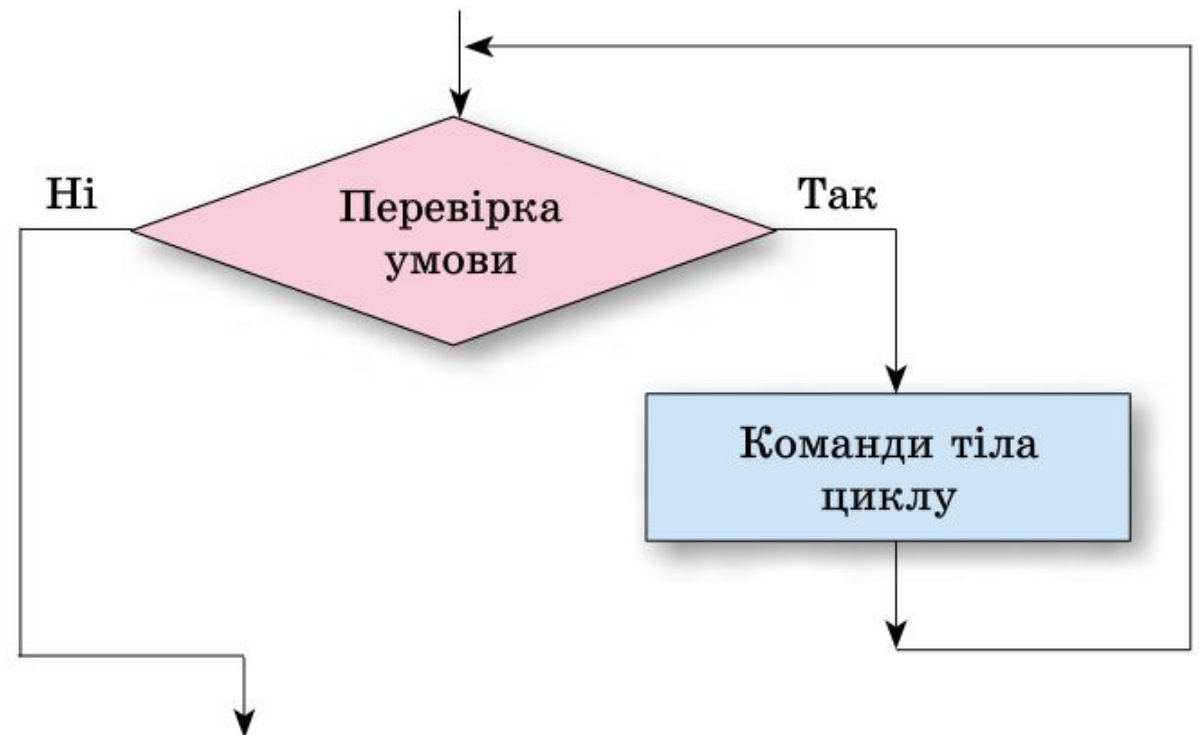 Ні
Перевірка
умови
Так
Команди тіла
циклу